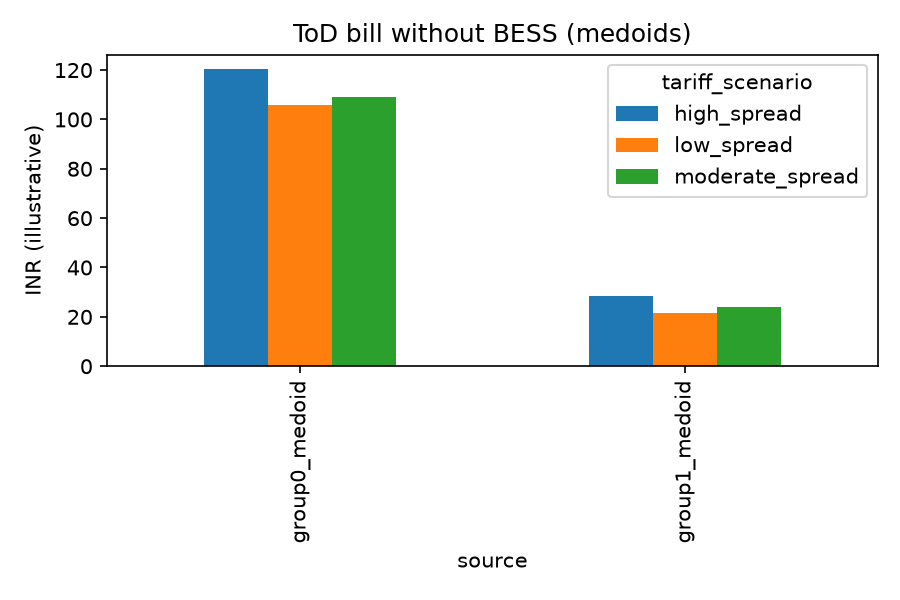 ToD bill without BESS (medoids)
INR (illustrative)
120
100
80
60
40
20
0
tariff_scenario
high_spread
low_spread
moderate_spread
group0_medoid
group1_medoid
source